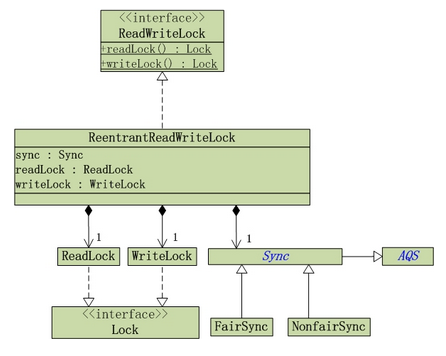 <<interface>>
ReadWriteLock
+readLock() : Lock
+writeLock() : Lock
ReentrantReadWriteLock
sync : Sync
readLock : ReadLock
writeLock : WriteLock
1 1 1
ReadLock WriteLock Sync AQS
<<interface>>
Lock
FairSync NonfairSync